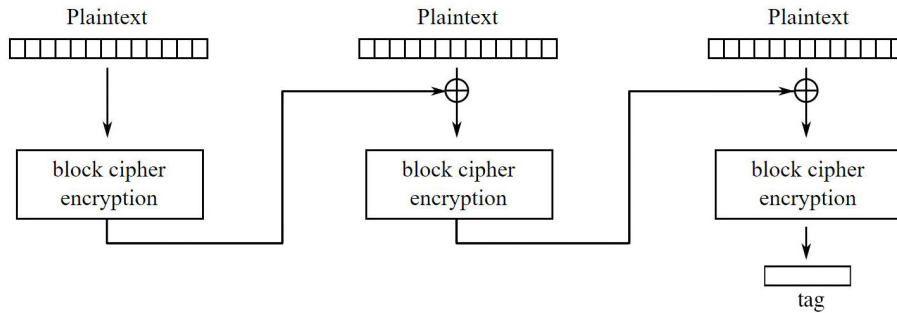 Plaintext
Plaintext
Plaintext
block cipher
encryption
block cipher
encryption
block cipher
encryption
tag